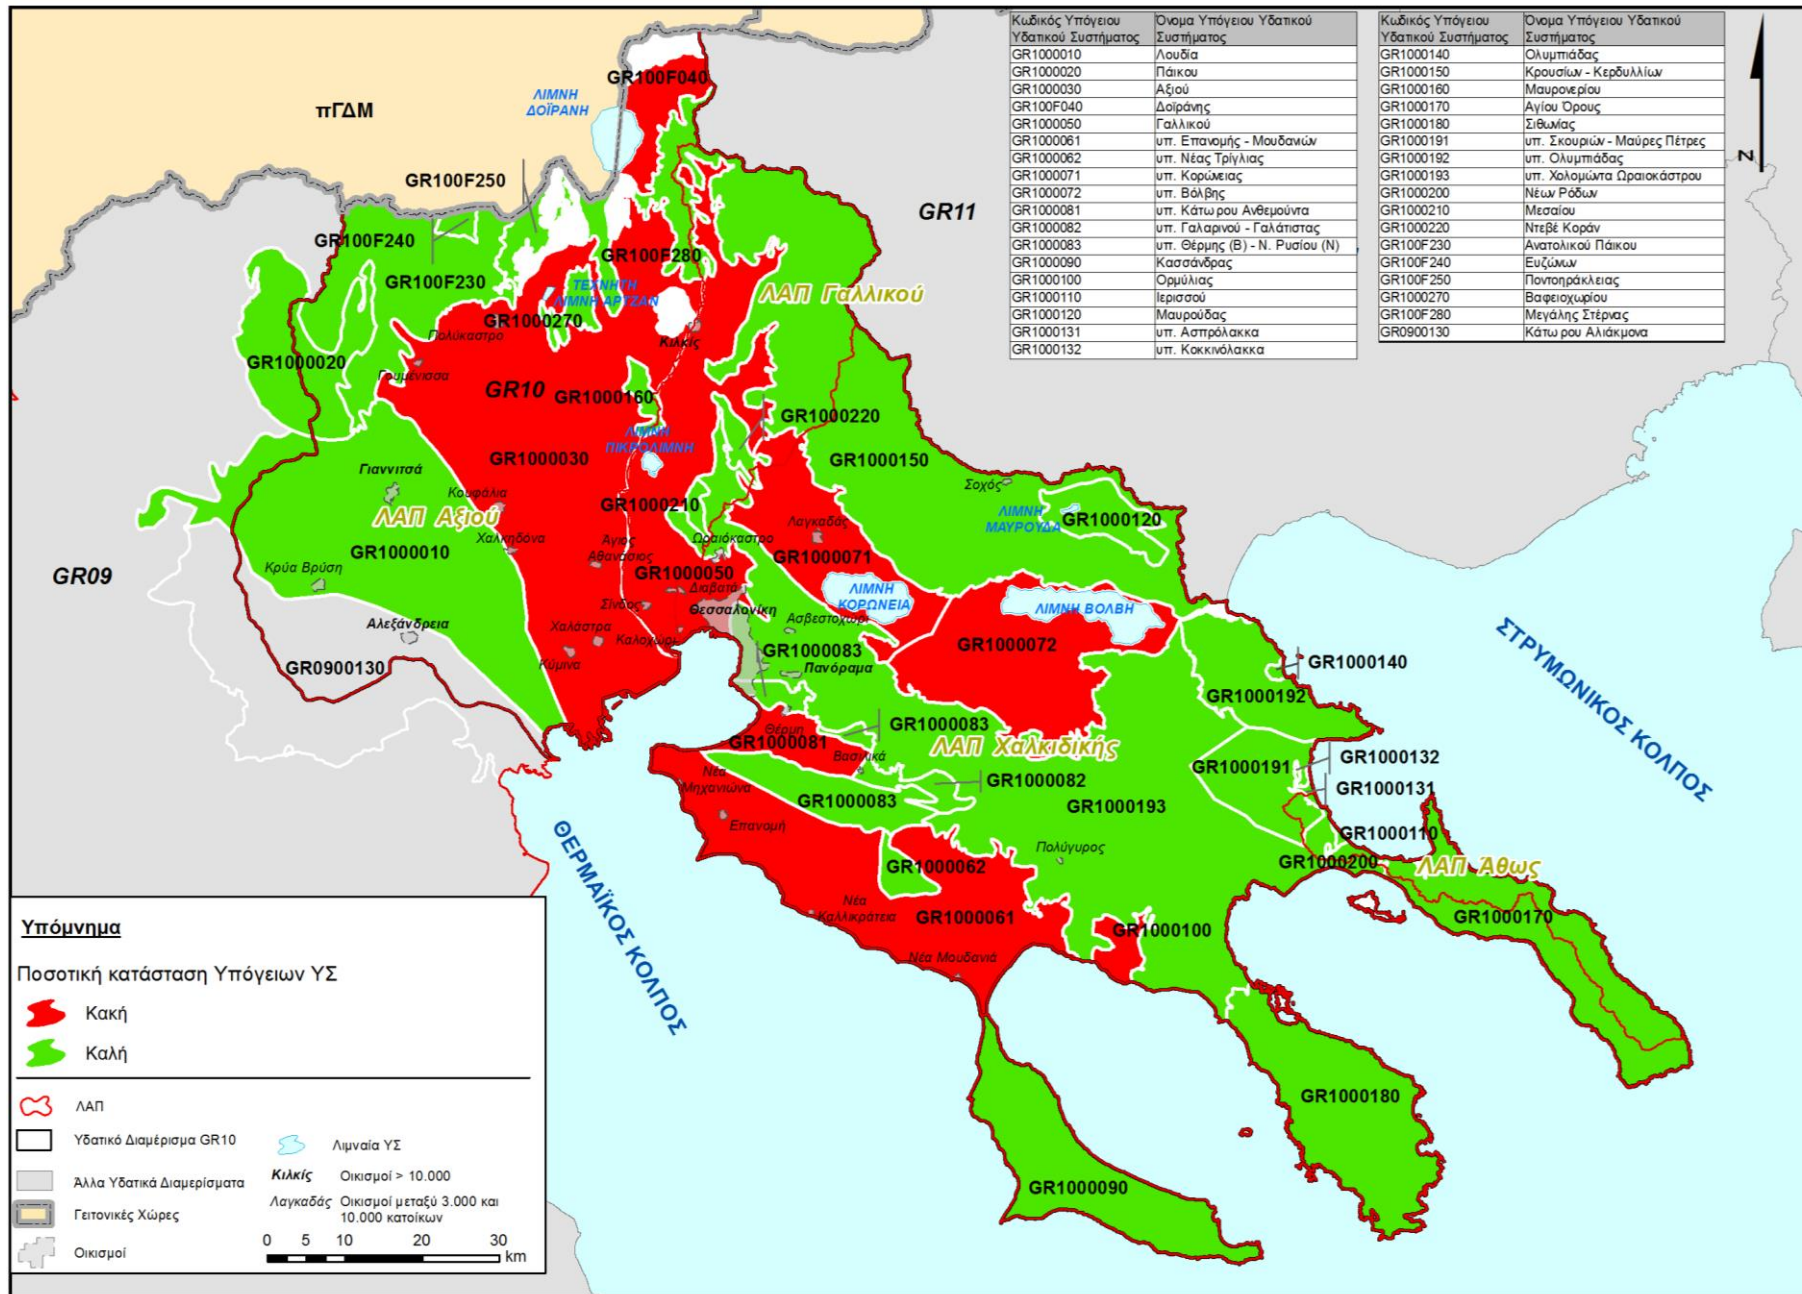 Κωδικός Υπόγειου Υδατικού Συστήματος	Όνομα Υπόγειου Υδατικού Συστήματος
GR1000010	Λουδία
GR1000020	Πάικου
GR1000030	Αξιού
GR100F040	Δοϊράνης
GR1000050	Γαλλικού
GR1000061	υπ. Επανομής - Μουδανιών
GR1000062	υπ. Νέας Τρίγλιας
GR1000071	υπ. Κορώνειας
GR1000072	υπ. Βόλβης
GR1000081	υπ. Κάτω ρου Ανθεμούντα
GR1000082	υπ. Γαλαρινού - Γαλάτιστας
GR1000083	υπ. Θέρμης (Β) - Ν. Ρυσίου (Ν)
GR1000090	Κασσάνδρας
GR1000100	Ορμύλιας
GR1000110	Ιερισσού
GR1000120	Μαυρούδας
GR1000131	υπ. Ασπρόλακκα
GR1000132	υπ. Κοκκινόλακκα
Κωδικός Υπόγειου Υδατικού Συστήματος	Όνομα Υπόγειου Υδατικού Συστήματος
GR1000140	Ολυμπιάδας
GR1000150	Κρουσίων - Κερδυλλίων
GR1000160	Μαυρονερίου
GR1000170	Αγίου Όρους
GR1000180	Σιθωνίας
GR1000191	υπ. Σκουριών - Μαύρες Πέτρες
GR1000192	υπ. Ολυμπιάδας
GR1000193	υπ. Χολομώντα Ωραιοκάστρου
GR1000200	Νέων Ρόδων
GR1000210	Μεσαίου
GR1000220	Ντεβέ Κοράν
GR100F230	Ανατολικού Πάικου
GR100F240	Ευζώνων
GR100F250	Ποντοηράκλειας
GR1000270	Βαφειοχωρίου
GR100F280	Μεγάλης Στέρνας
GR0900130	Κάτω ρου Αλιάκμονα
N
GR100F040
ΛΙΜΝΗ
ΔΟΪΡΑΝΗ
πΓΔΜ
GR100F250
GR11
GR100F240
GR100F280
GR100F230
ΤΕΧΝΗΤΗ
ΛΙΜΝΗ ΑΡΤΖΑΝ
ΛΑΠ Γαλλικού
GR1000270
Πολύκαστρο
Κιλκίς
GR1000020
Γουμένισσα
GR10
GR1000160
GR1000220
ΛΙΜΝΗ
ΠΙΚΡΟΛΙΜΝΗ
GR1000030
GR1000150
Γιαννιτσά
Σοχός
Κουφάλια
GR1000210
ΛΑΠ Αξιού
Λαγκαδάς
ΛΙΜΝΗ
ΜΑΥΡΟΥΔΑ
GR1000120
Χαλκηδόνα
Άγιος
Αθανάσιος
Ωραιόκαστρο
GR1000010
GR1000071
Κρύα Βρύση
GR1000050
GR09
Διαβατά
ΛΙΜΝΗ
ΚΟΡΩΝΕΙΑ
Σίνδος
Θεσσαλονίκη
ΛΙΜΝΗ ΒΟΛΒΗ
Αλεξάνδρεια
Χαλάστρα
Καλοχώρι
Ασβεστοχώρι
GR1000072
GR1000083
Κύμινα
Πανόραμα
GR0900130
GR1000140
GR1000192
ΣΤΡΥΜΩΝΙΚΟΣ ΚΟΛΠΟΣ
Θέρμη
GR1000083
GR1000081
ΛΑΠ Χαλκιδικής
Βασιλικά
GR1000132
GR1000191
Νέα
Μηχανιώνα
GR1000082
GR1000131
GR1000083
GR1000193
Επανομή
GR1000110
ΘΕΡΜΑΪΚΟΣ ΚΟΛΠΟΣ
Πολύγυρος
GR1000062
GR1000200
ΛΑΠ Άθως
Νέα
Καλλικράτεια
GR1000061
GR1000170
GR1000100
Νέα Μουδανιά
GR1000180
GR1000090
Υπόμνημα
Ποσοτική κατάσταση Υπόγειων ΥΣ
Κακή
Καλή
ΛΑΠ
Υδατικό Διαμέρισμα GR10
Λιμναία ΥΣ
Άλλα Υδατικά Διαμερίσματα
Κιλκίς Οικισμοί > 10.000
Γειτονικές Χώρες
Λαγκαδάς Οικισμοί μεταξύ 3.000 και
10.000 κατοίκων
Οικισμοί
0 5 10 20 30
km